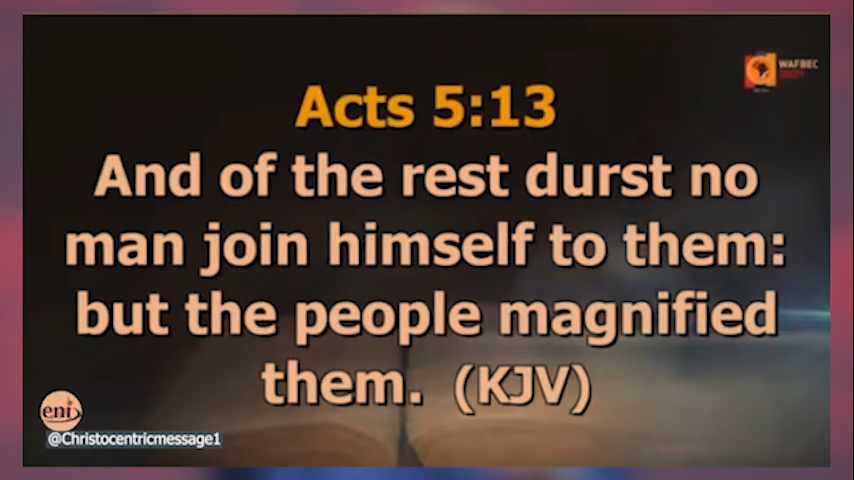 WAFBEC
Acts 5:13
And of the rest durst no
man join himself to them:
but the people magnified
them. (KJV)
eni
@Christocentricmessage1